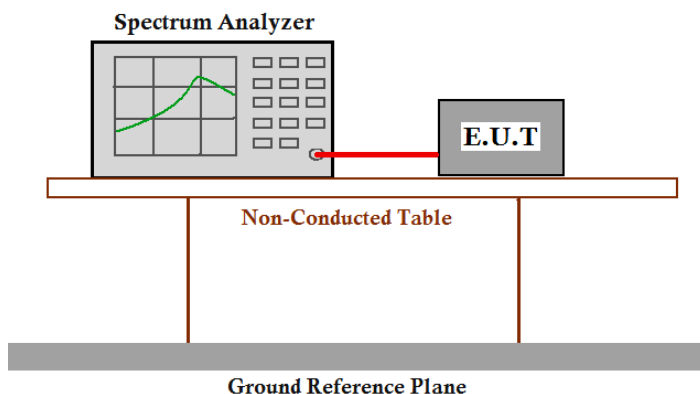 Spectrum Analyzer
E.U.T
Non-Conducted Table
Ground Reference Plane